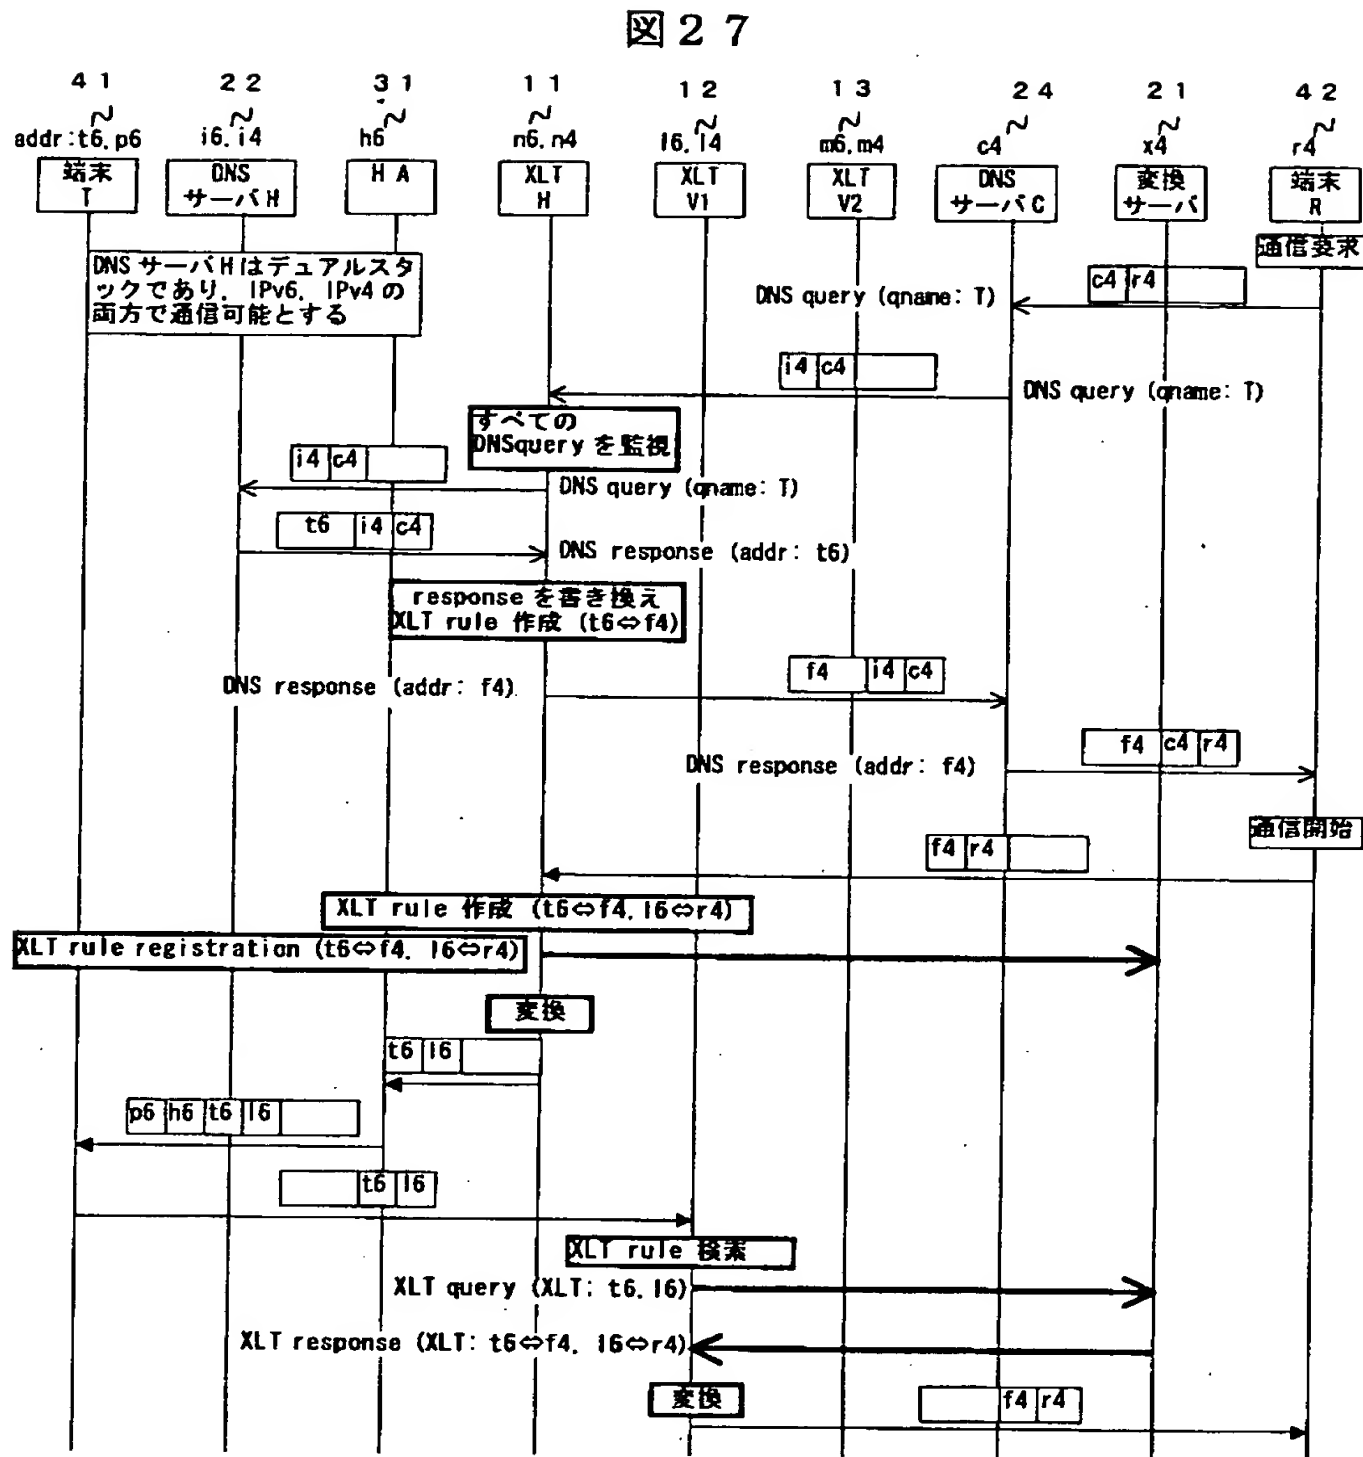 図27
41 22 31 11 12 13 24 21 42
addr:t6,p6 i6,i4 h6 n6,n4 l6,l4 m6,m4 c4 x4 r4
端末 DNS HA XLT XLT XLT DNS 変換 端末
T サーバH H V1 V2 サーバC サーバ R
通信要求
DNSサーバHはデュアルスタ
ックであり、IPv6、IPv4の
両方で通信可能とする
c4 r4
DNS query (qname: T)
i4 c4
DNS query (qname: T)
すべての
DNSqueryを監視
i4 c4
DNS query (qname: T)
t6 i4 c4
DNS response (addr: t6)
responseを書き換え
XLT rule 作成 (t6⇔f4)
f4 i4 c4
DNS response (addr: f4)
f4 c4 r4
DNS response (addr: f4)
通信開始
f4 r4
XLT rule 作成 (t6⇔f4, l6⇔r4)
XLT rule registration (t6⇔f4, l6⇔r4)
変換
t6 l6
p6 h6 t6 l6
t6 l6
XLT rule 検索
XLT query (XLT: t6, l6)
XLT response (XLT: t6⇔f4, l6⇔r4)
変換
f4 r4